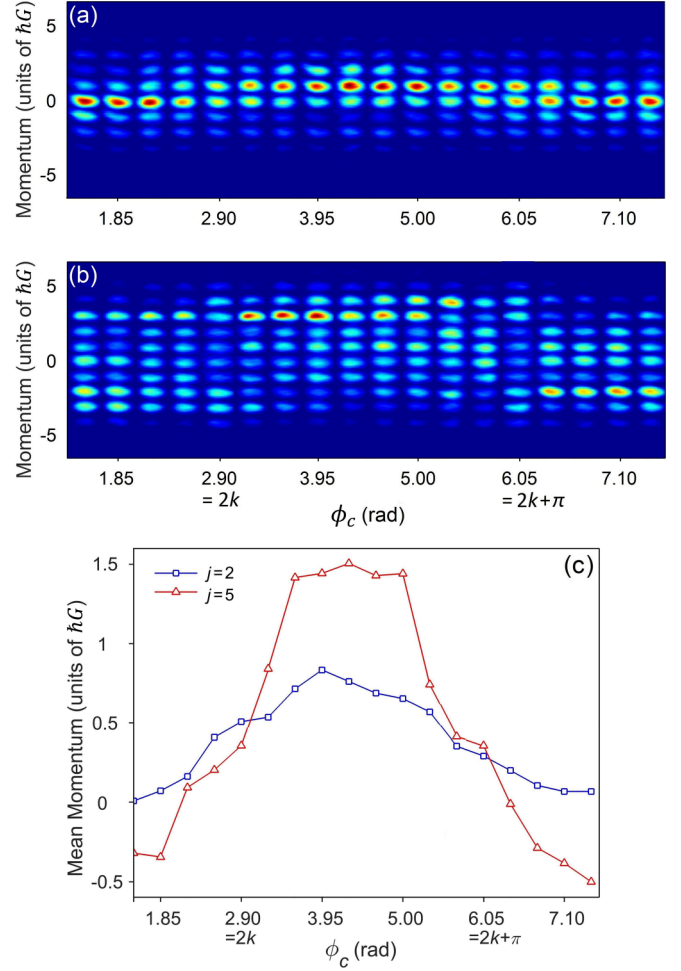 (a)
Momentum (units of ℏG)
5
0
-5
1.85 2.90 3.95 5.00 6.05 7.10
(b)
Momentum (units of ℏG)
5
0
-5
1.85 2.90 3.95 5.00 6.05 7.10
= 2k = 2k+π
ϕc (rad)
(c)
j=2
j=5
Mean Momentum (units of ℏG)
1.5
1
0.5
0
-0.5
1.85 2.90 3.95 5.00 6.05 7.10
=2k =2k+π
ϕc (rad)